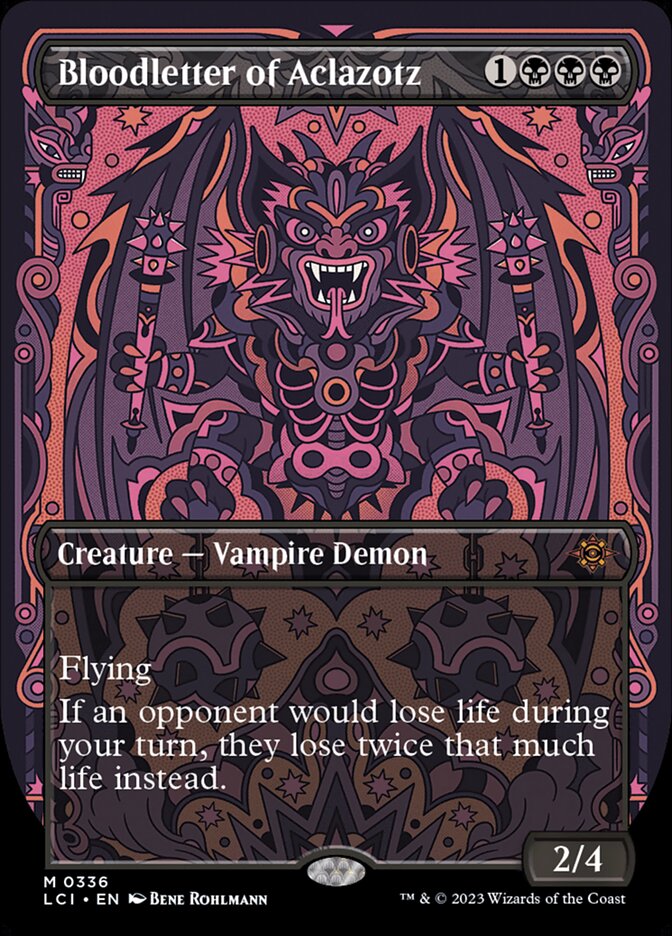 Bloodletter of Aclazotz 1
Creature — Vampire Demon
Flying
If an opponent would lose life during
your turn, they lose twice that much
life instead.
2/4
M 0336
LCI • EN BENE ROHLMANN
™ & © 2023 Wizards of the Coast